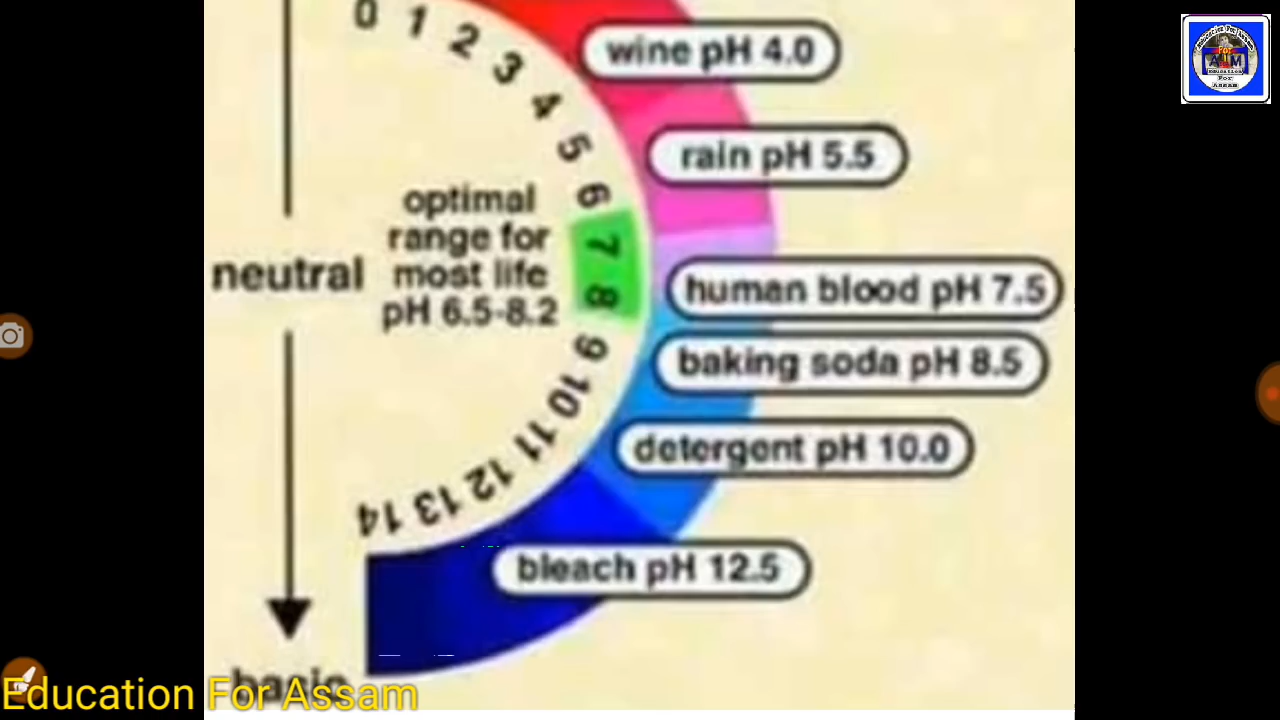 0
1
2
3
4
5
6
7
8
9
10
11
12
13
14
wine pH 4.0
rain pH 5.5
optimal
range for
most life
pH 6.5-8.2
neutral
human blood pH 7.5
baking soda pH 8.5
detergent pH 10.0
bleach pH 12.5
basic
Education For Assam